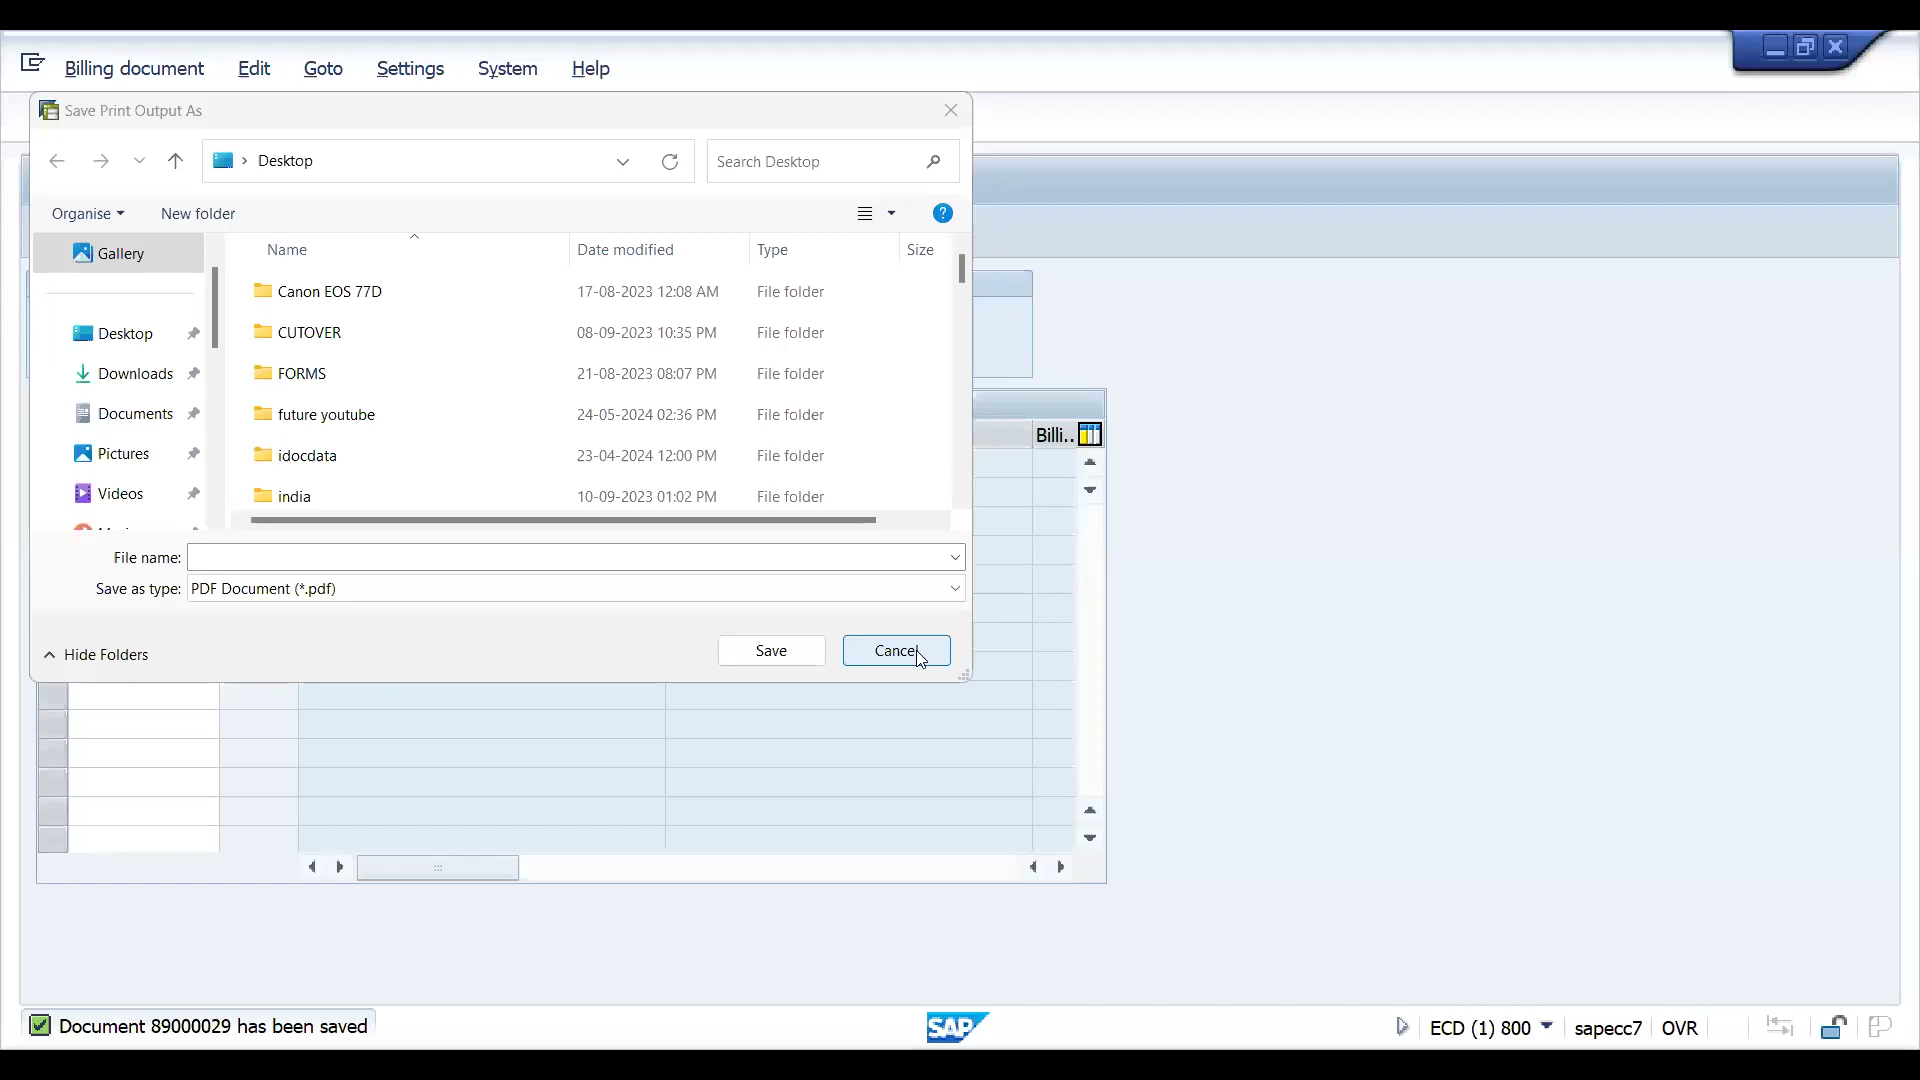 Billing document Edit Goto Settings System Help
Save Print Output As
Desktop
Search Desktop
Organise New folder
?
Gallery
Name Date modified Type Size
Canon EOS 77D 17-08-2023 12:08 AM File folder
Desktop
CUTOVER 08-09-2023 10:35 PM File folder
Downloads
FORMS 21-08-2023 08:07 PM File folder
Documents
future youtube 24-05-2024 02:36 PM File folder
Billi..
Pictures
idocdata 23-04-2024 12:00 PM File folder
Videos
india 10-09-2023 01:02 PM File folder
File name:
Save as type: PDF Document (*.pdf)
Hide Folders
Save
Cancel
Document 89000029 has been saved
SAP
ECD (1) 800 sapecc7 OVR